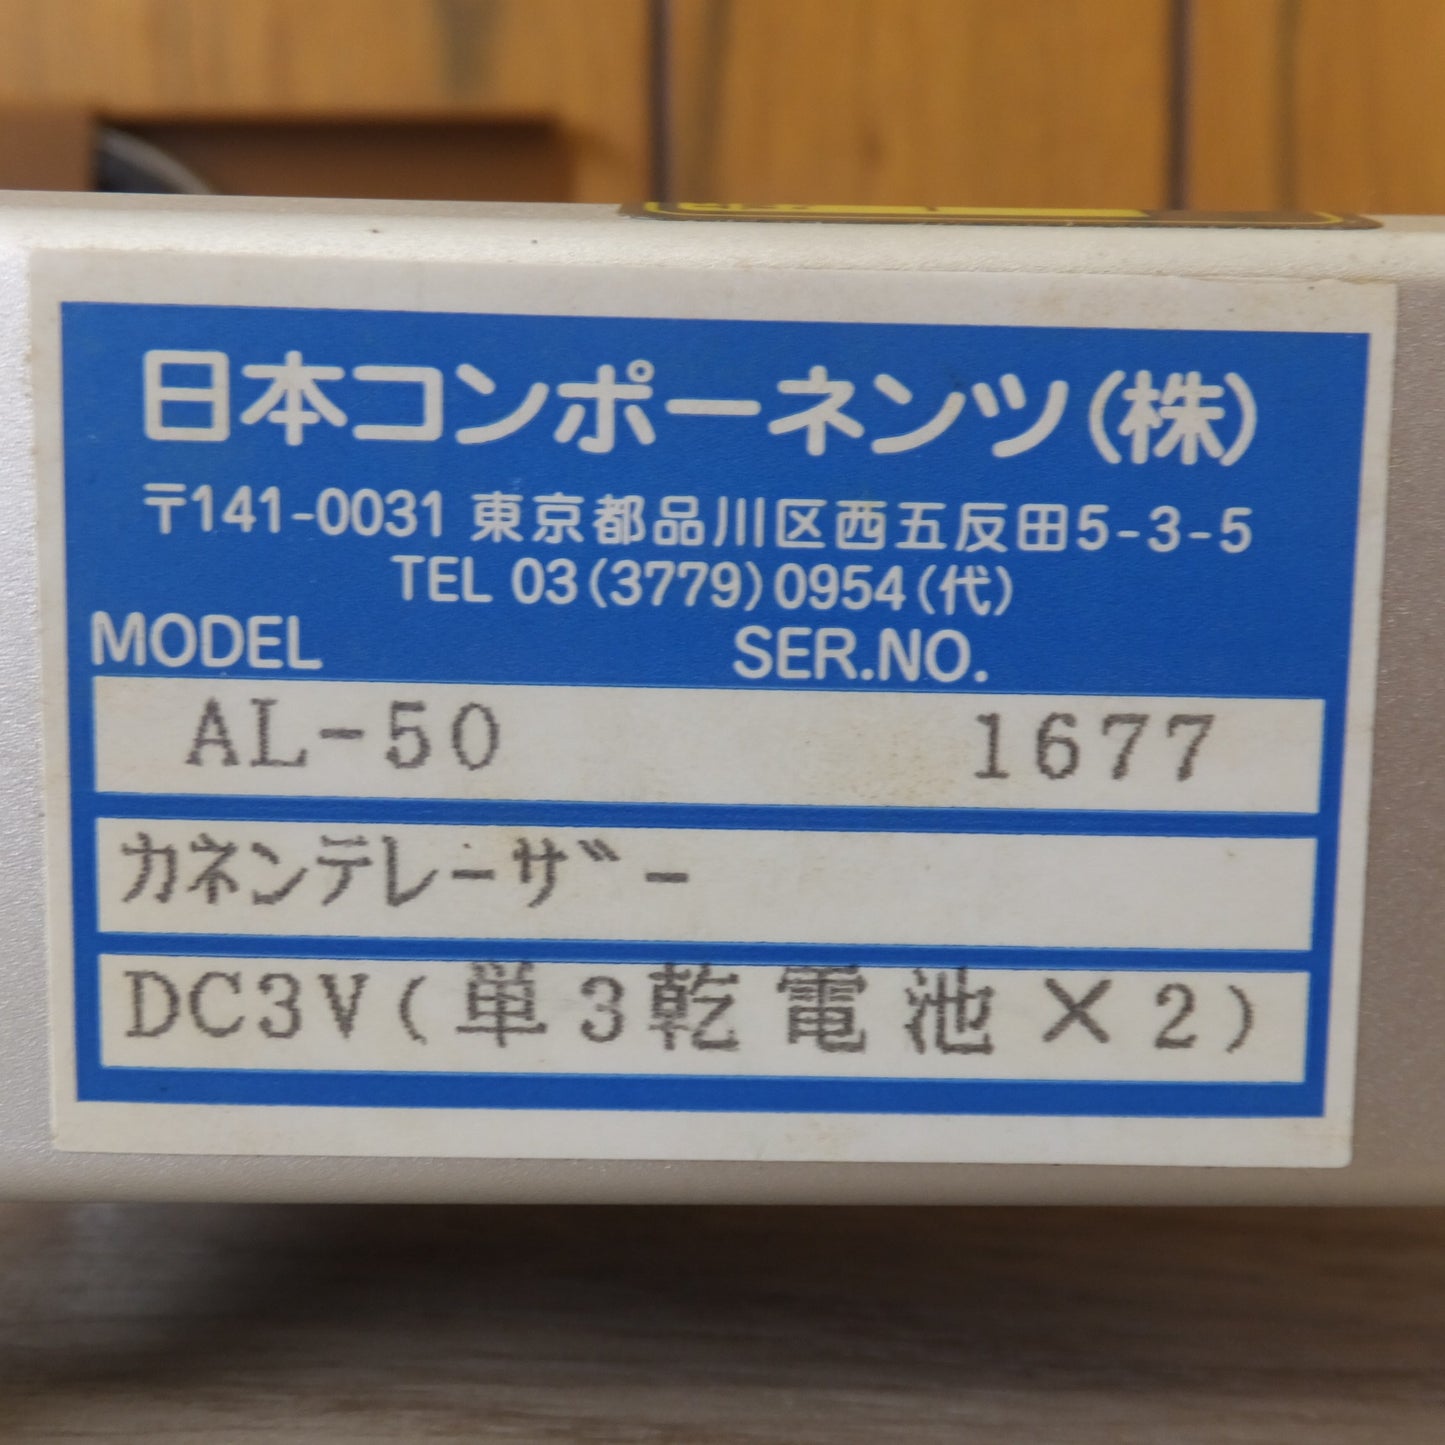 日本コンポーネンツ(株)
〒141-0031 東京都品川区西五反田5-3-5
TEL 03(3779)0954(代)
MODEL SER.NO.
AL-50 1677
カネンテレーザー
DC3V(単3乾電池×2)